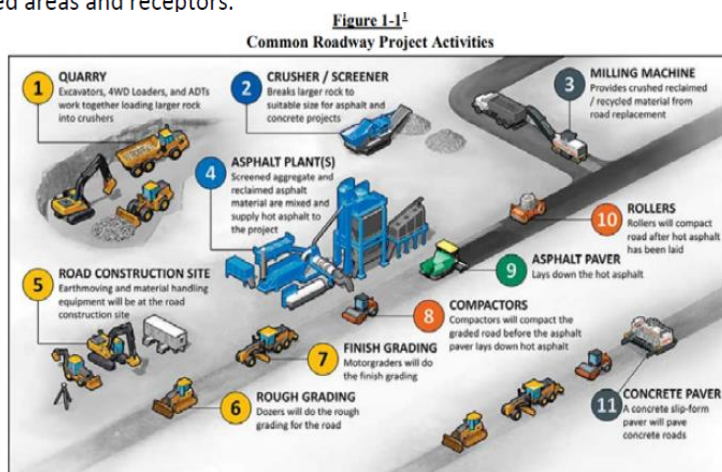 ed areas and receptors.
Figure 1-1¹
Common Roadway Project Activities
1
QUARRY
Excavators, 4WD Loaders, and ADTs
work together loading larger rock
into crushers
2
CRUSHER / SCREENER
Breaks larger rock to
suitable size for asphalt and
concrete projects
3
MILLING MACHINE
Provides crushed reclaimed
/ recycled material from
road replacement
4
ASPHALT PLANT(S)
Screened aggregate and
reclaimed asphalt
material are mixed and
supply hot asphalt to
the project
5
ROAD CONSTRUCTION SITE
Earthmoving and material handling
equipment will be at the road
construction site
6
ROUGH GRADING
Dozers will do the rough
grading for the road
7
FINISH GRADING
Motorgraders will do
the finish grading
8
COMPACTORS
Compactors will compact the
graded road before the asphalt
paver lays down hot asphalt
9
ASPHALT PAVER
Lays down the hot asphalt
10
ROLLERS
Rollers will compact
road after hot asphalt
has been laid
11
CONCRETE PAVER
A concrete slip-form
paver will pave
concrete roads